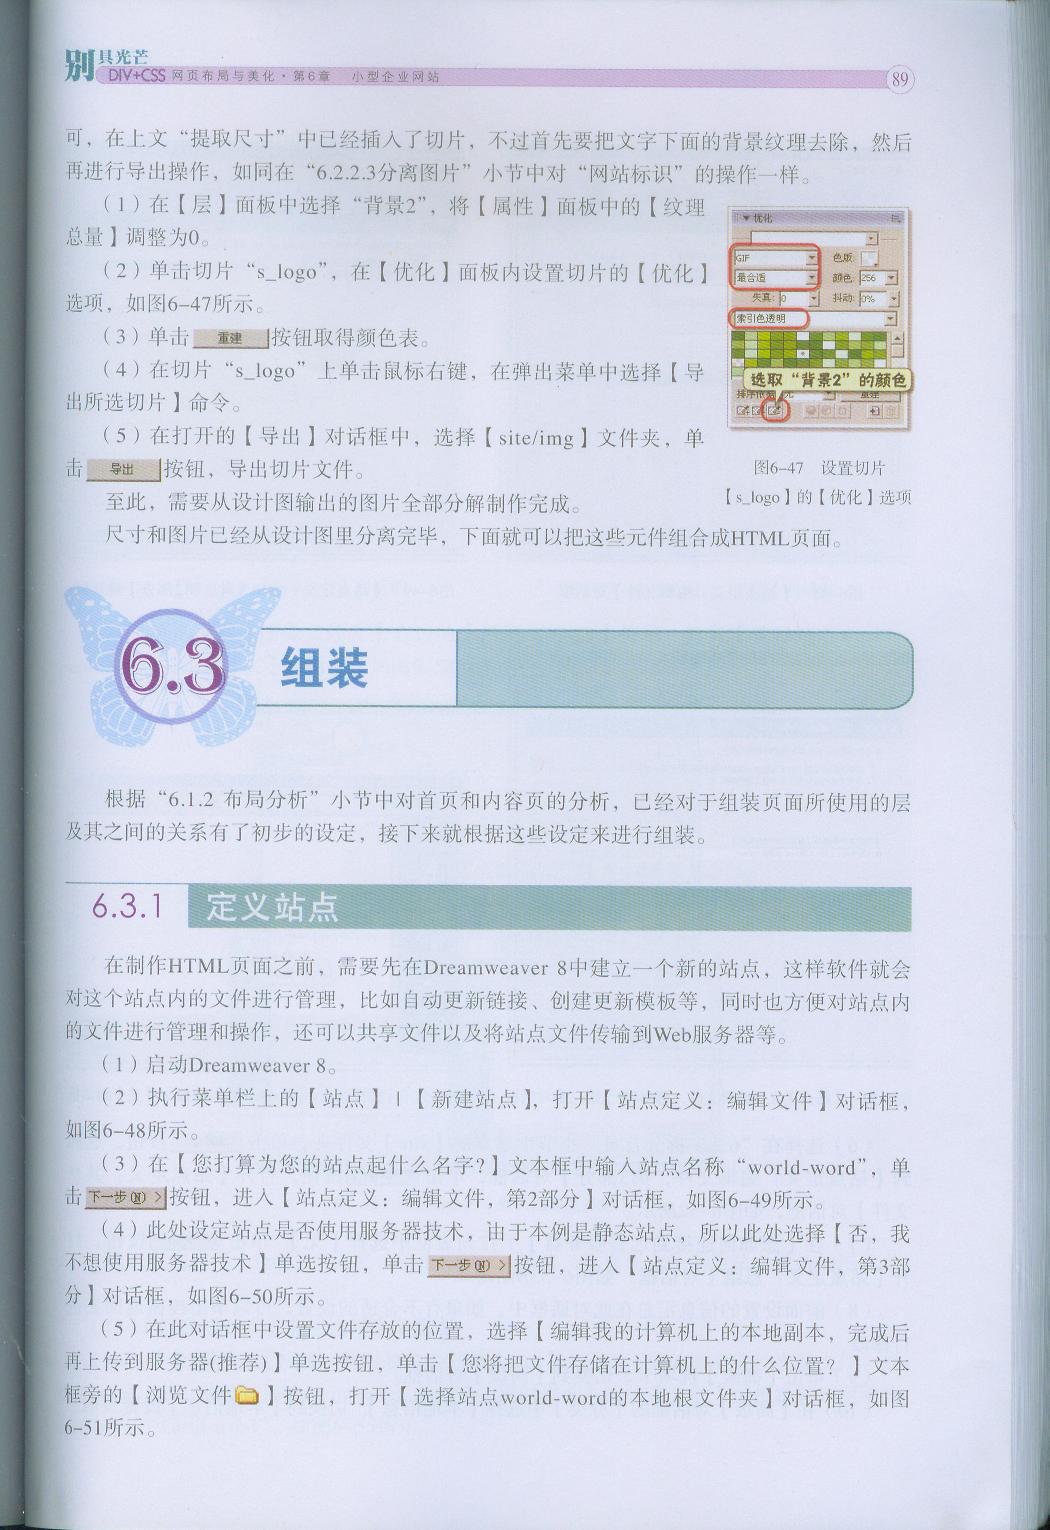 别具光芒
DIV+CSS 网页布局与美化·第6章 小型企业网站
89
可，在上文“提取尺寸”中已经插入了切片，不过首先要把文字下面的背景纹理去除，然后
再进行导出操作，如同在“6.2.2.3分离图片”小节中对“网站标识”的操作一样。
（1）在【层】面板中选择“背景2”，将【属性】面板中的【纹理
总量】调整为0。
（2）单击切片“s_logo”，在【优化】面板内设置切片的【优化】
选项，如图6-47所示。
（3）单击 重建 按钮取得颜色表。
（4）在切片“s_logo”上单击鼠标右键，在弹出菜单中选择【导
出所选切片】命令。
（5）在打开的【导出】对话框中，选择【site/img】文件夹，单
击 导出 按钮，导出切片文件。
至此，需要从设计图输出的图片全部分解制作完成。
优化
GIF 色版:
最合适 颜色: 256
失真: 0 抖动: 0%
索引色透明
选取“背景2”的颜色
图6-47 设置切片
【s_logo】的【优化】选项
尺寸和图片已经从设计图里分离完毕，下面就可以把这些元件组合成HTML页面。
6.3 组装
根据“6.1.2 布局分析”小节中对首页和内容页的分析，已经对于组装页面所使用的层
及其之间的关系有了初步的设定，接下来就根据这些设定来进行组装。
6.3.1 定义站点
在制作HTML页面之前，需要先在Dreamweaver 8中建立一个新的站点，这样软件就会
对这个站点内的文件进行管理，比如自动更新链接、创建更新模板等，同时也方便对站点内
的文件进行管理和操作，还可以共享文件以及将站点文件传输到Web服务器等。
（1）启动Dreamweaver 8。
（2）执行菜单栏上的【站点】|【新建站点】，打开【站点定义：编辑文件】对话框，
如图6-48所示。
（3）在【您打算为您的站点起什么名字?】文本框中输入站点名称“world-word”，单
击 下一步(N) > 按钮，进入【站点定义：编辑文件，第2部分】对话框，如图6-49所示。
（4）此处设定站点是否使用服务器技术，由于本例是静态站点，所以此处选择【否，我
不想使用服务器技术】单选按钮，单击 下一步(N) > 按钮，进入【站点定义：编辑文件，第3部
分】对话框，如图6-50所示。
（5）在此对话框中设置文件存放的位置，选择【编辑我的计算机上的本地副本，完成后
再上传到服务器(推荐)】单选按钮，单击【您将把文件存储在计算机上的什么位置？】文本
框旁的【浏览文件】按钮，打开【选择站点world-word的本地根文件夹】对话框，如图
6-51所示。